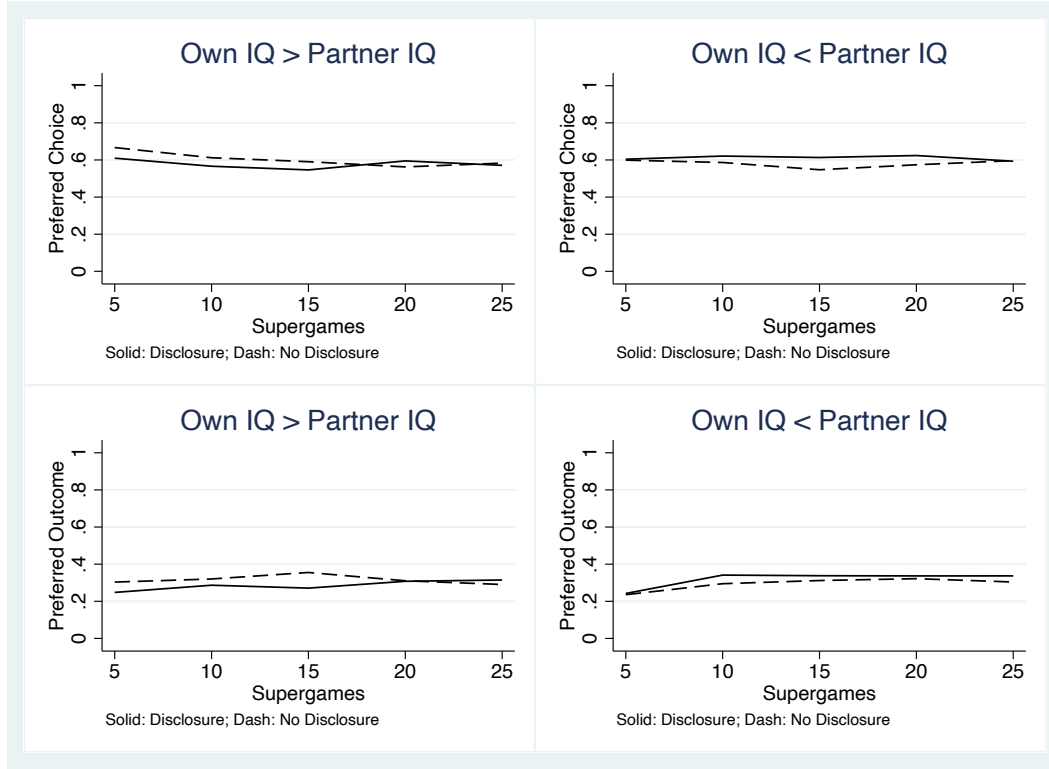 Own IQ > Partner IQ
Preferred Choice
1
.8
.6
.4
.2
0
5 10 15 20 25
Supergames
Solid: Disclosure; Dash: No Disclosure
Own IQ < Partner IQ
Preferred Choice
1
.8
.6
.4
.2
0
5 10 15 20 25
Supergames
Solid: Disclosure; Dash: No Disclosure
Own IQ > Partner IQ
Preferred Outcome
1
.8
.6
.4
.2
0
5 10 15 20 25
Supergames
Solid: Disclosure; Dash: No Disclosure
Own IQ < Partner IQ
Preferred Outcome
1
.8
.6
.4
.2
0
5 10 15 20 25
Supergames
Solid: Disclosure; Dash: No Disclosure